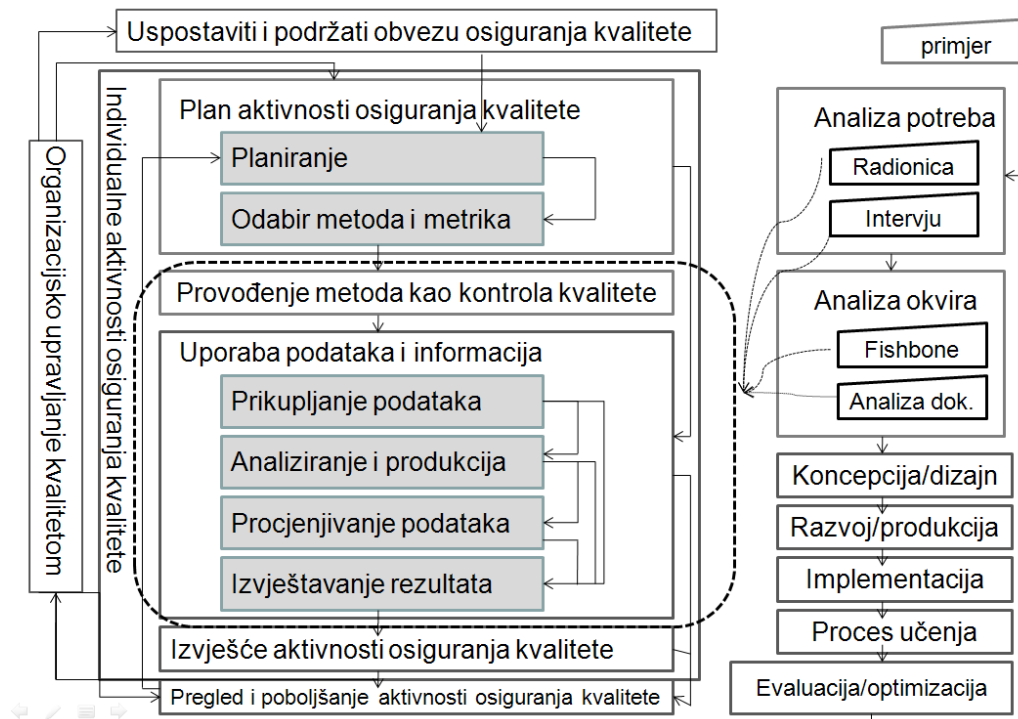 Uspostaviti i podržati obvezu osiguranja kvalitete
Organizacijsko upravljanje kvalitetom
Individualne aktivnosti osiguranja kvalitete
Plan aktivnosti osiguranja kvalitete
Planiranje
Odabir metoda i metrika
Provođenje metoda kao kontrola kvalitete
Uporaba podataka i informacija
Prikupljanje podataka
Analiziranje i produkcija
Procjenjivanje podataka
Izvještavanje rezultata
Izvješće aktivnosti osiguranja kvalitete
Pregled i poboljšanje aktivnosti osiguranja kvalitete
primjer
Analiza potreba
Radionica
Intervju
Analiza okvira
Fishbone
Analiza dok.
Koncepcija/dizajn
Razvoj/produkcija
Implementacija
Proces učenja
Evaluacija/optimizacija